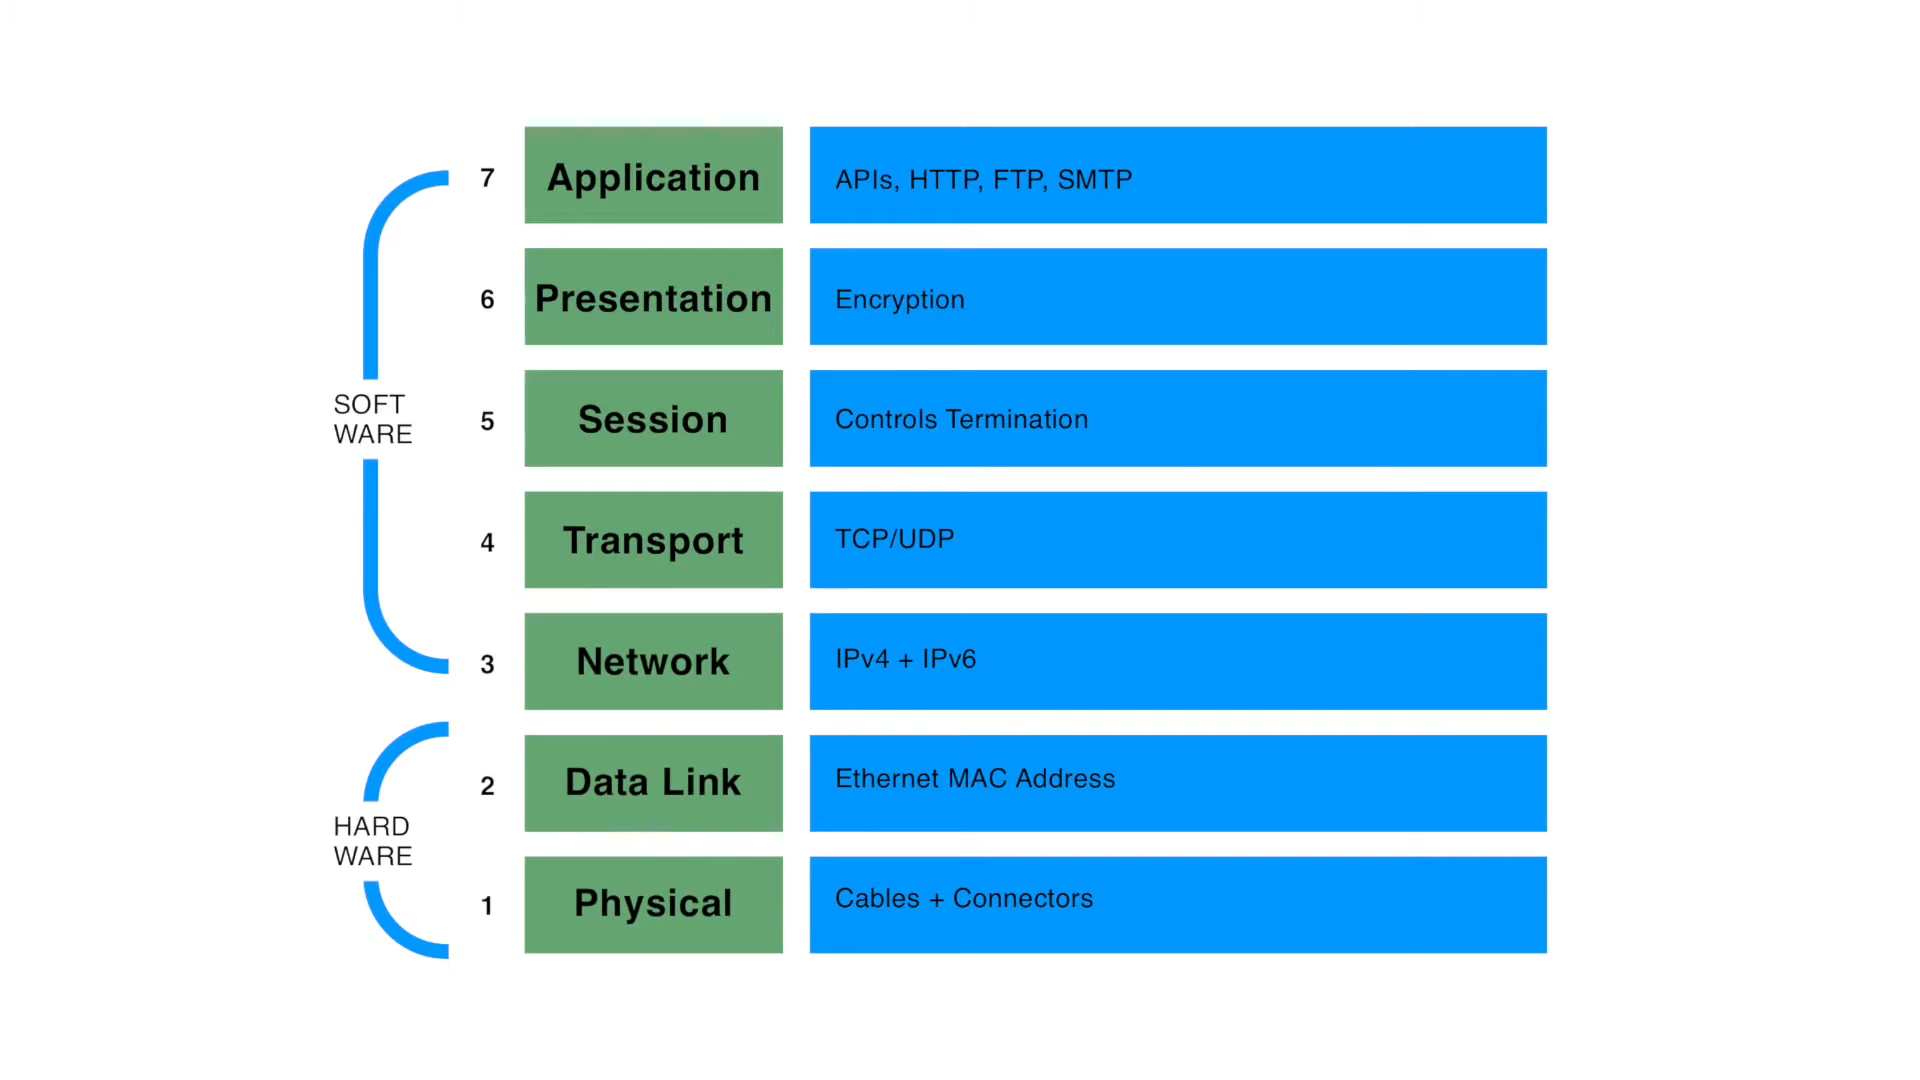 7 Application APIs, HTTP, FTP, SMTP
6 Presentation Encryption
SOFT
WARE
5 Session Controls Termination
4 Transport TCP/UDP
3 Network IPv4 + IPv6
2 Data Link Ethernet MAC Address
HARD
WARE
1 Physical Cables + Connectors